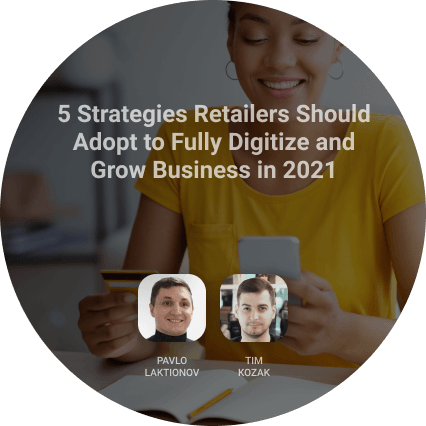 5 Strategies Retailers Should
Adopt to Fully Digitize and
Grow Business in 2021
PAVLO
LAKTIONOV
TIM
KOZAK